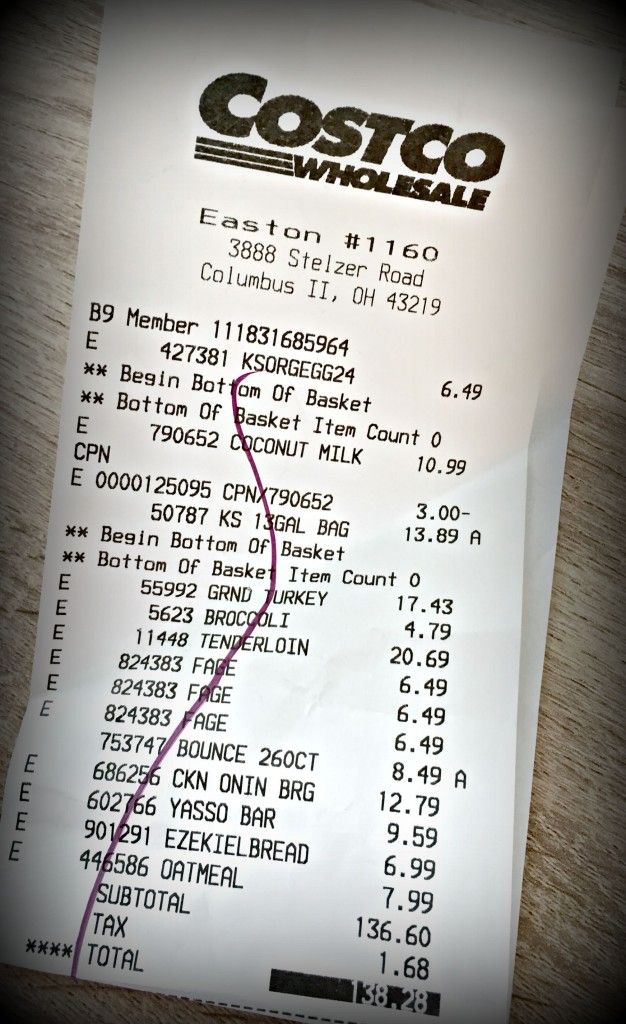 COSTCO
WHOLESALE
Easton #1160
3888 Stelzer Road
Columbus II, OH 43219
B9 Member 111831685964
E 427381 KSORGEGG24 6.49
** Begin Bottom Of Basket
** Bottom Of Basket Item Count 0
E 790652 COCONUT MILK 10.99
CPN
E 0000125095 CPN/790652 3.00-
50787 KS 13GAL BAG 13.89 A
** Begin Bottom Of Basket
** Bottom Of Basket Item Count 0
E 55992 GRND TURKEY 17.43
E 5623 BROCCOLI 4.79
E 11448 TENDERLOIN 20.69
E 824383 FAGE 6.49
E 824383 FAGE 6.49
E 824383 FAGE 6.49
753747 BOUNCE 260CT 8.49 A
E 686256 CKN ONIN BRG 12.79
E 602766 YASSO BAR 9.59
E 901291 EZEKIELBREAD 6.99
E 446586 OATMEAL 7.99
SUBTOTAL 136.60
TAX 1.68
**** TOTAL 138.28